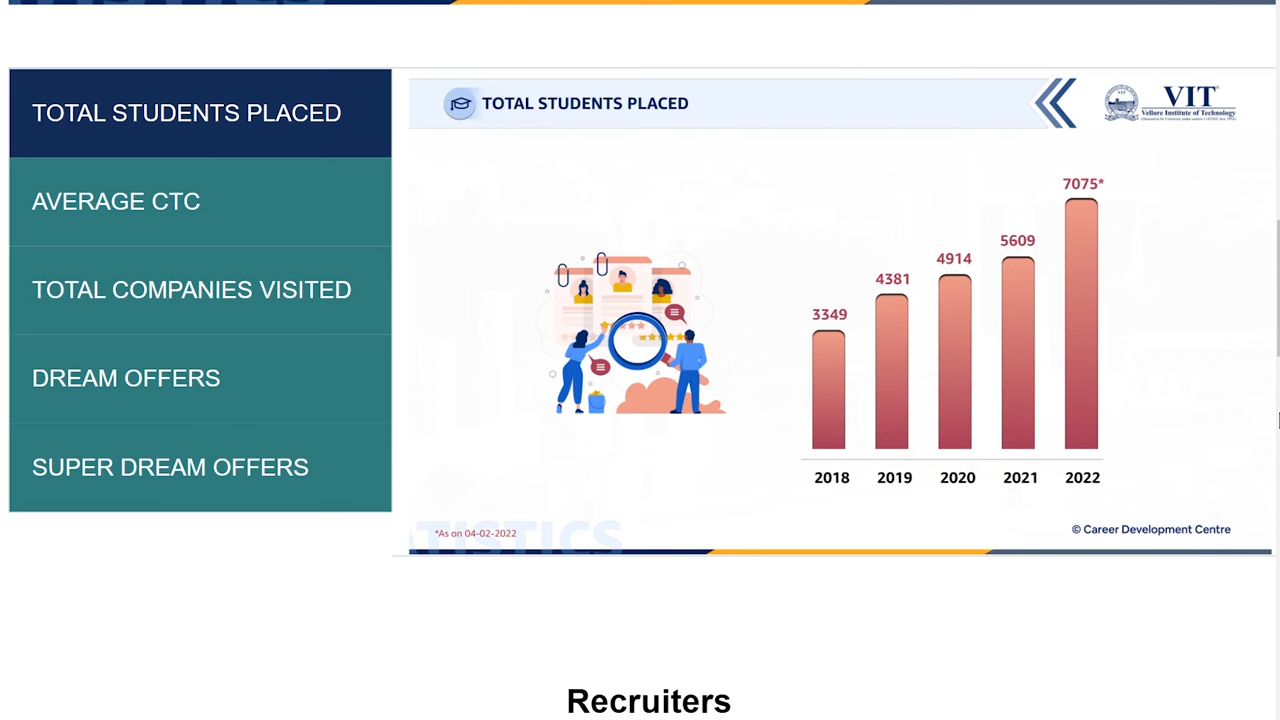 TOTAL STUDENTS PLACED
AVERAGE CTC
TOTAL COMPANIES VISITED
DREAM OFFERS
SUPER DREAM OFFERS
TOTAL STUDENTS PLACED
VIT
Vellore Institute of Technology
7075*
5609
4914
4381
3349
2018 2019 2020 2021 2022
*As on 04-02-2022
© Career Development Centre
Recruiters